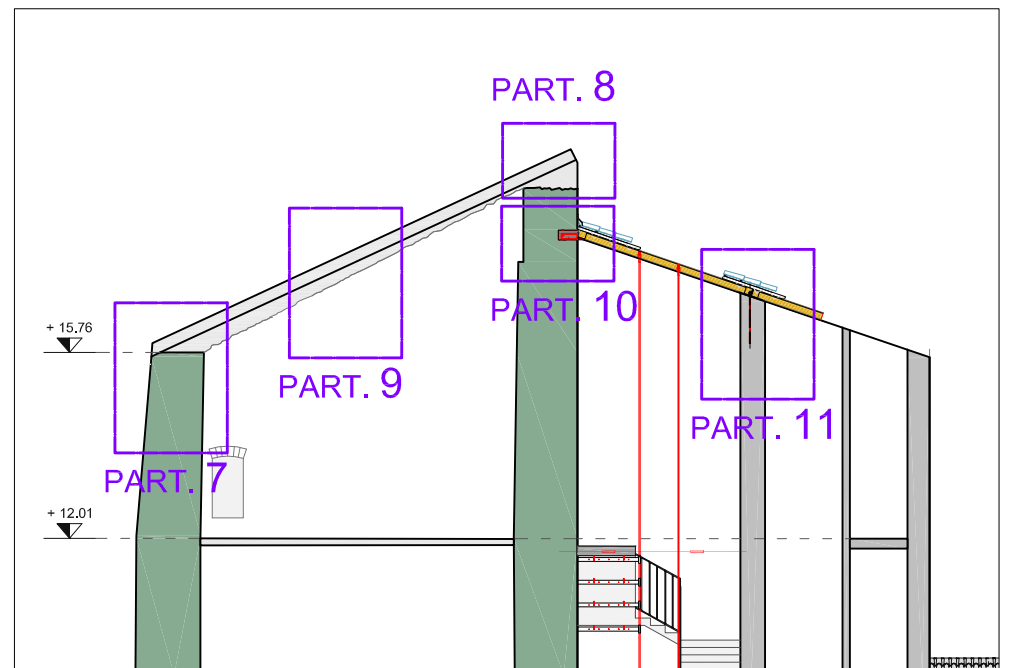 PART. 8
PART. 10
+ 15.76
PART. 9
PART. 11
PART. 7
+ 12.01